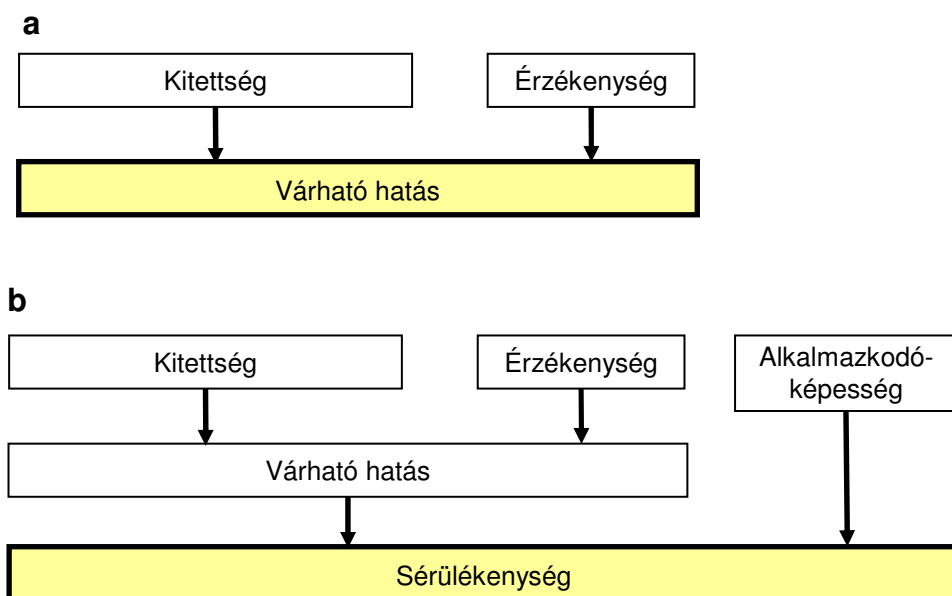 a
Kitettség
Érzékenység
Várható hatás
b
Kitettség
Érzékenység
Alkalmazkodó-
képesség
Várható hatás
Sérülékenység